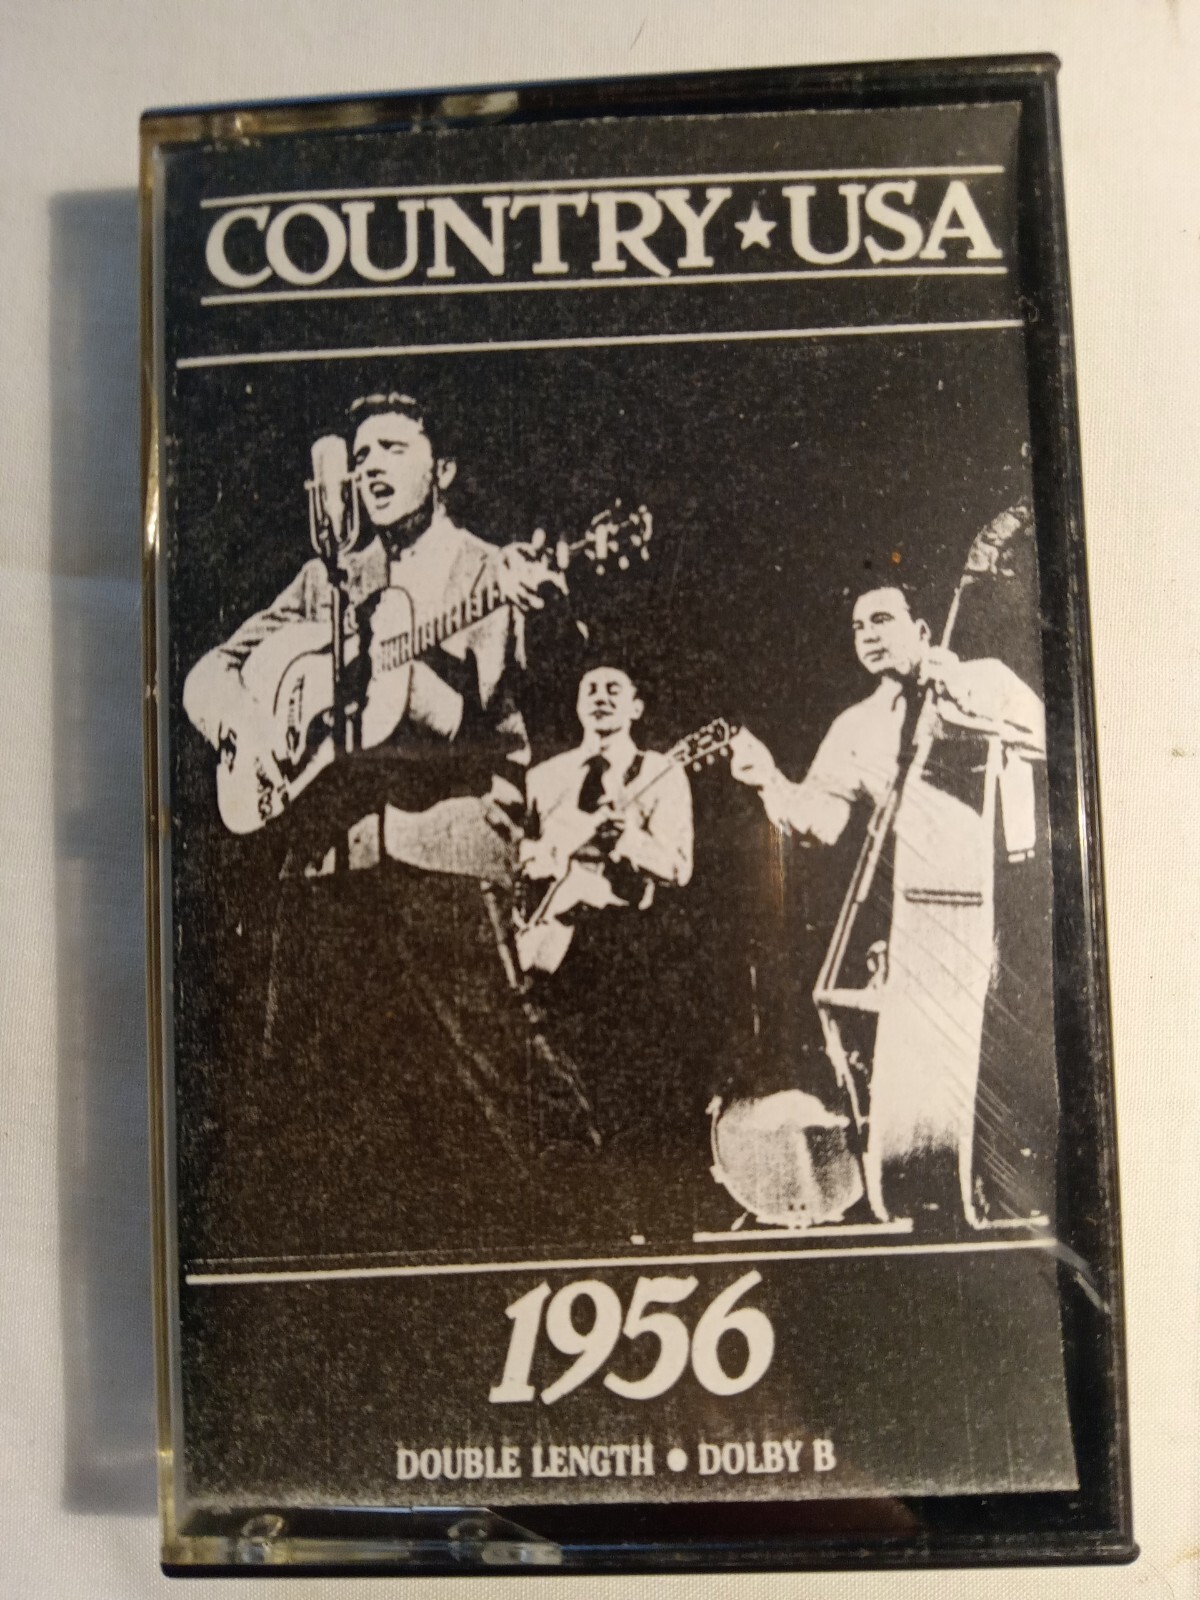 COUNTRY★USA
1956
DOUBLE LENGTH • DOLBY B